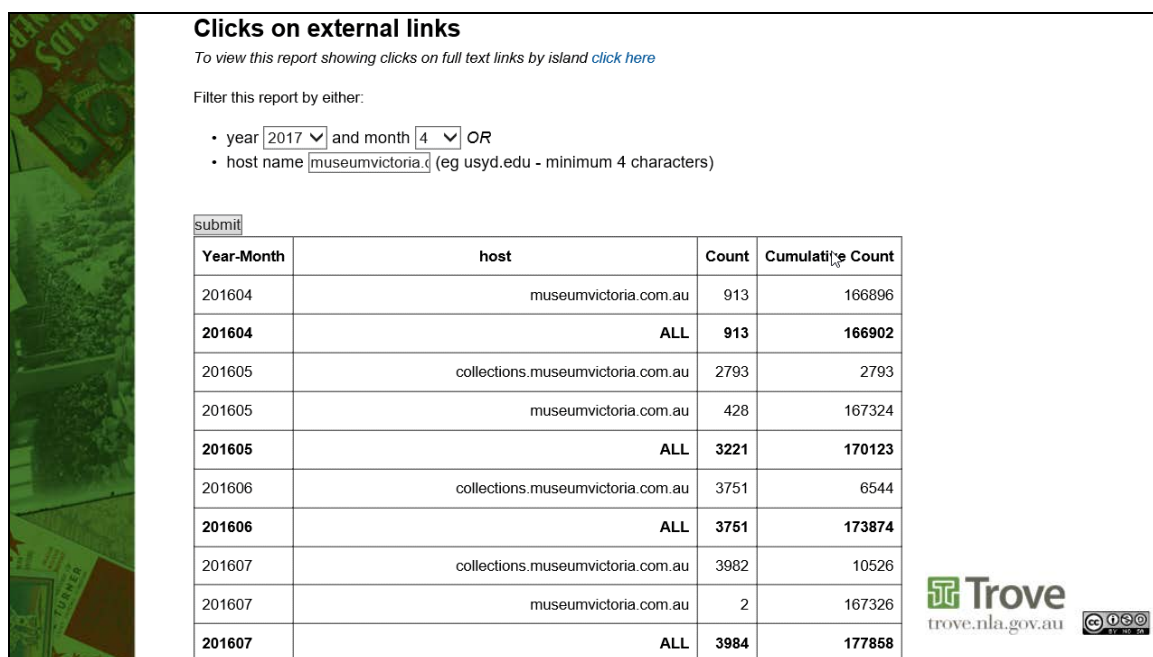 Clicks on external links
To view this report showing clicks on full text links by island click here
Filter this report by either:
• year 2017 and month 4 OR
• host name museumvictoria.c (eg usyd.edu - minimum 4 characters)
submit
Year-Month host Count Cumulative Count
201604 museumvictoria.com.au 913 166896
201604 ALL 913 166902
201605 collections.museumvictoria.com.au 2793 2793
201605 museumvictoria.com.au 428 167324
201605 ALL 3221 170123
201606 collections.museumvictoria.com.au 3751 6544
201606 ALL 3751 173874
201607 collections.museumvictoria.com.au 3982 10526
201607 museumvictoria.com.au 2 167326
201607 ALL 3984 177858
TURNER
Trove
trove.nla.gov.au
cc
BY NC SA